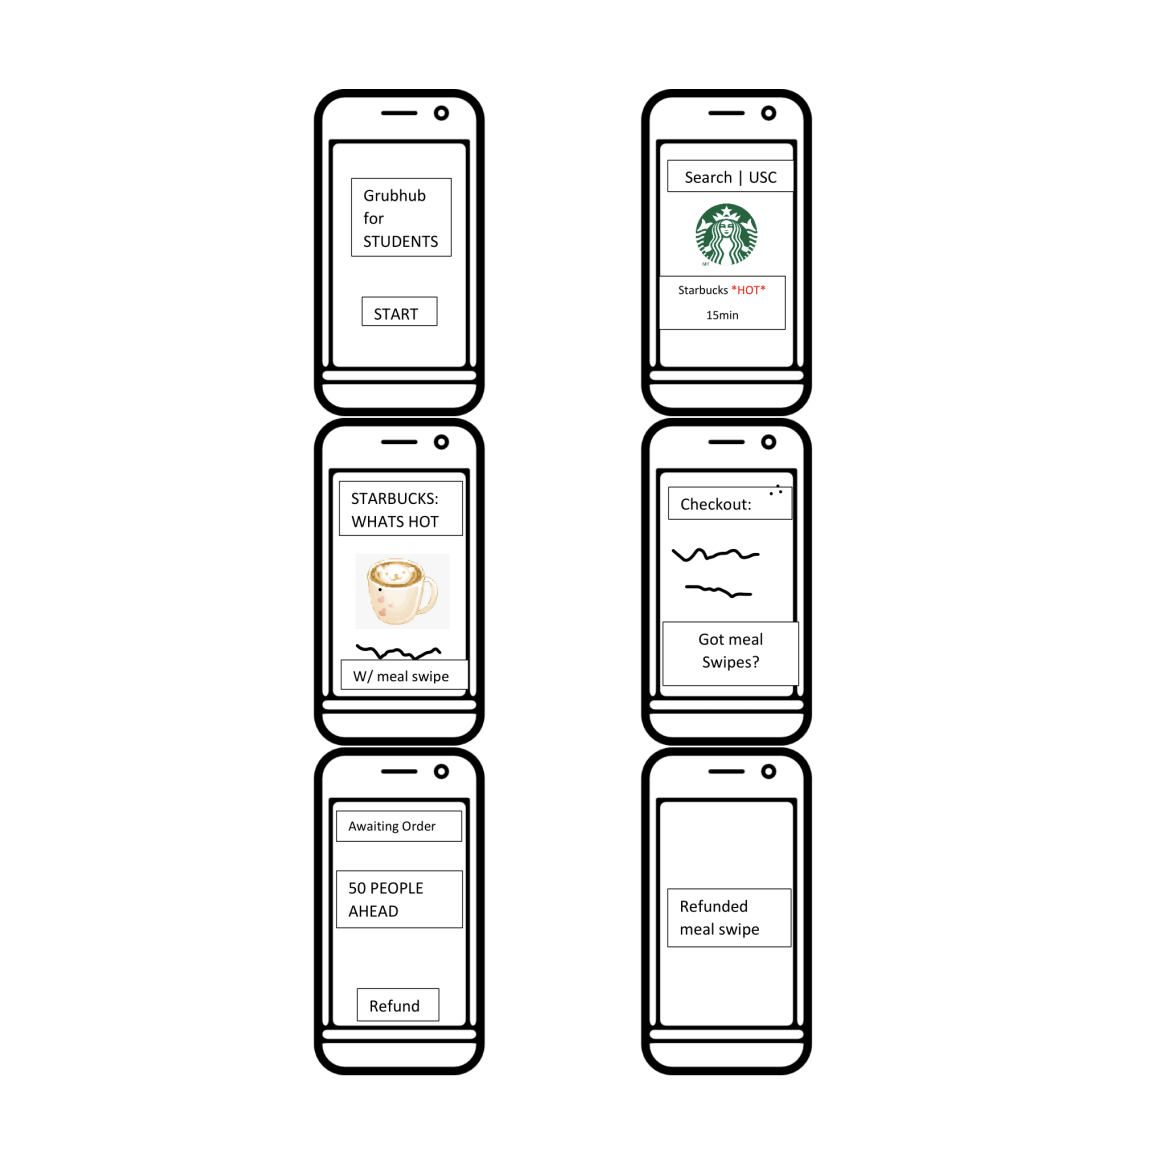 Grubhub
for
STUDENTS
START
Search | USC
Starbucks *HOT*
15min
STARBUCKS:
WHATS HOT
W/ meal swipe
Checkout:
Got meal
Swipes?
Awaiting Order
50 PEOPLE
AHEAD
Refund
Refunded
meal swipe